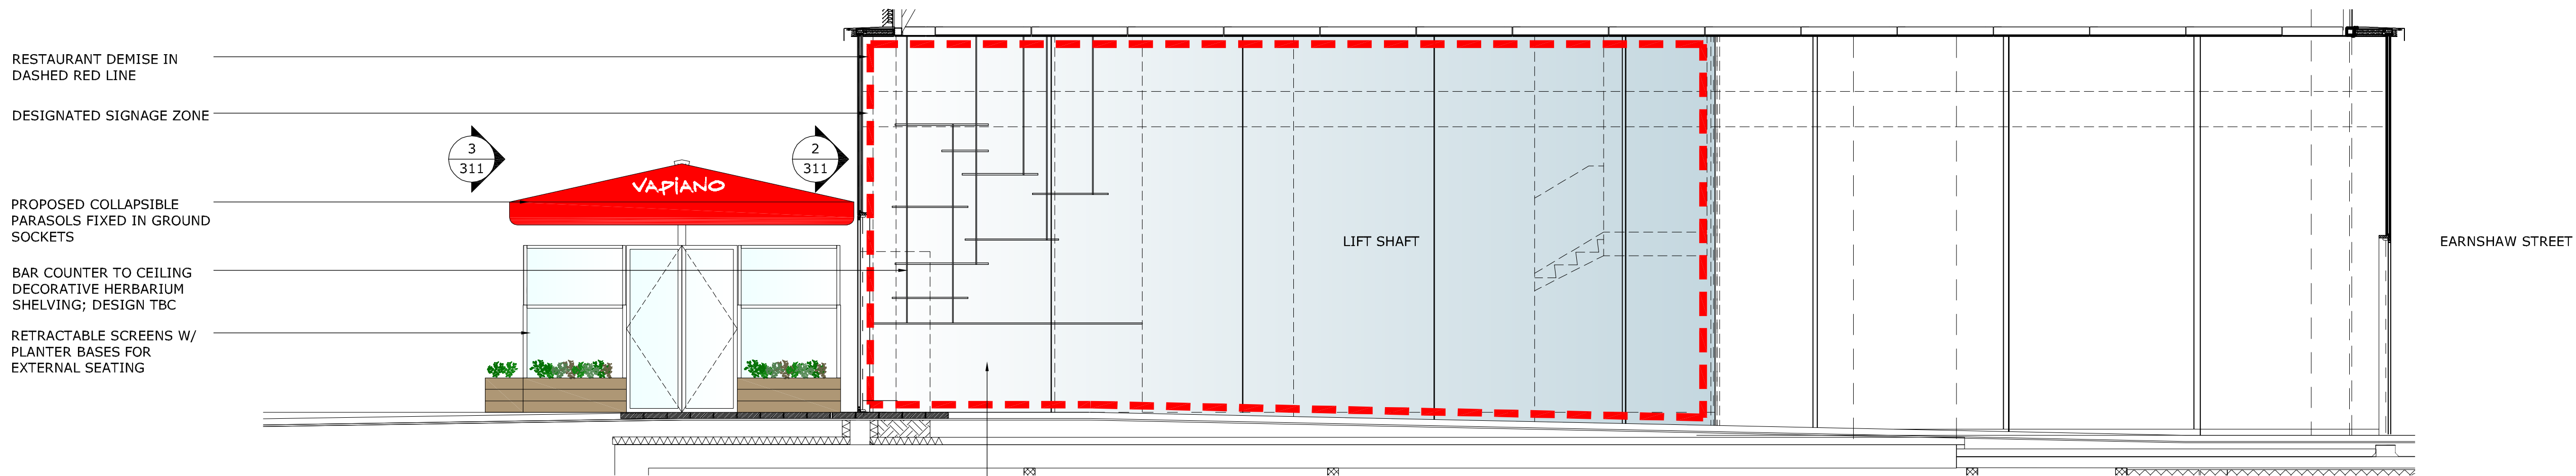 RESTAURANT DEMISE IN
DASHED RED LINE
DESIGNATED SIGNAGE ZONE
3
311
2
311
VAPIANO
PROPOSED COLLAPSIBLE
PARASOLS FIXED IN GROUND
SOCKETS
LIFT SHAFT
EARNSHAW STREET
BAR COUNTER TO CEILING
DECORATIVE HERBARIUM
SHELVING; DESIGN TBC
RETRACTABLE SCREENS W/
PLANTER BASES FOR
EXTERNAL SEATING